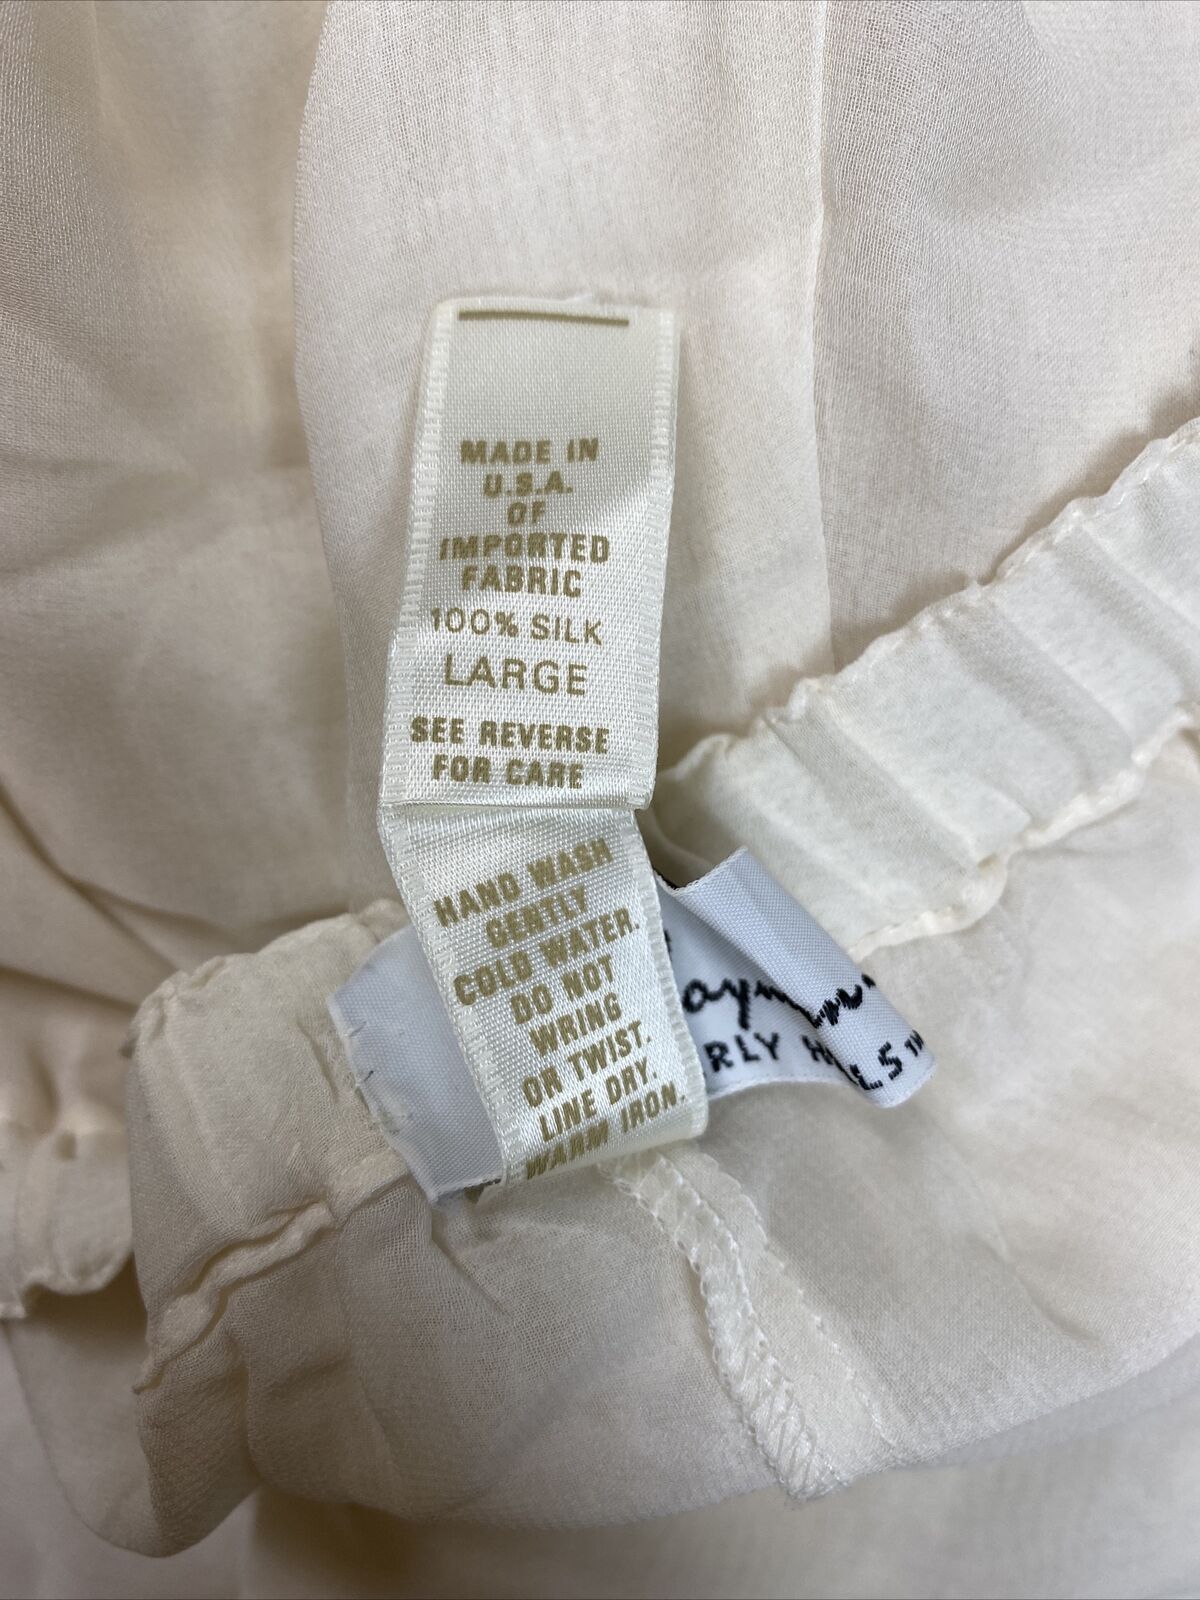 MADE IN
U.S.A.
OF
IMPORTED
FABRIC
100% SILK
LARGE
SEE REVERSE
FOR CARE
HAND WASH
GENTLY
COLD WATER.
DO NOT
WRING
OR TWIST.
LINE DRY.
WARM IRON.